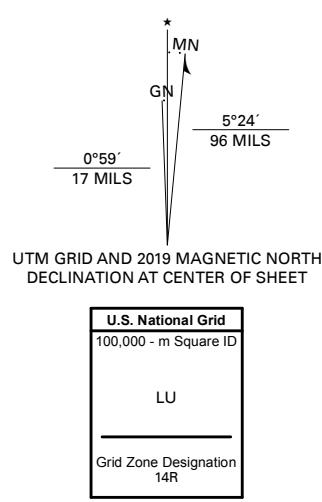 ★
MN
GN
5°24´
96 MILS
0°59´
17 MILS
UTM GRID AND 2019 MAGNETIC NORTH
DECLINATION AT CENTER OF SHEET
U.S. National Grid
100,000 - m Square ID
LU
Grid Zone Designation
14R